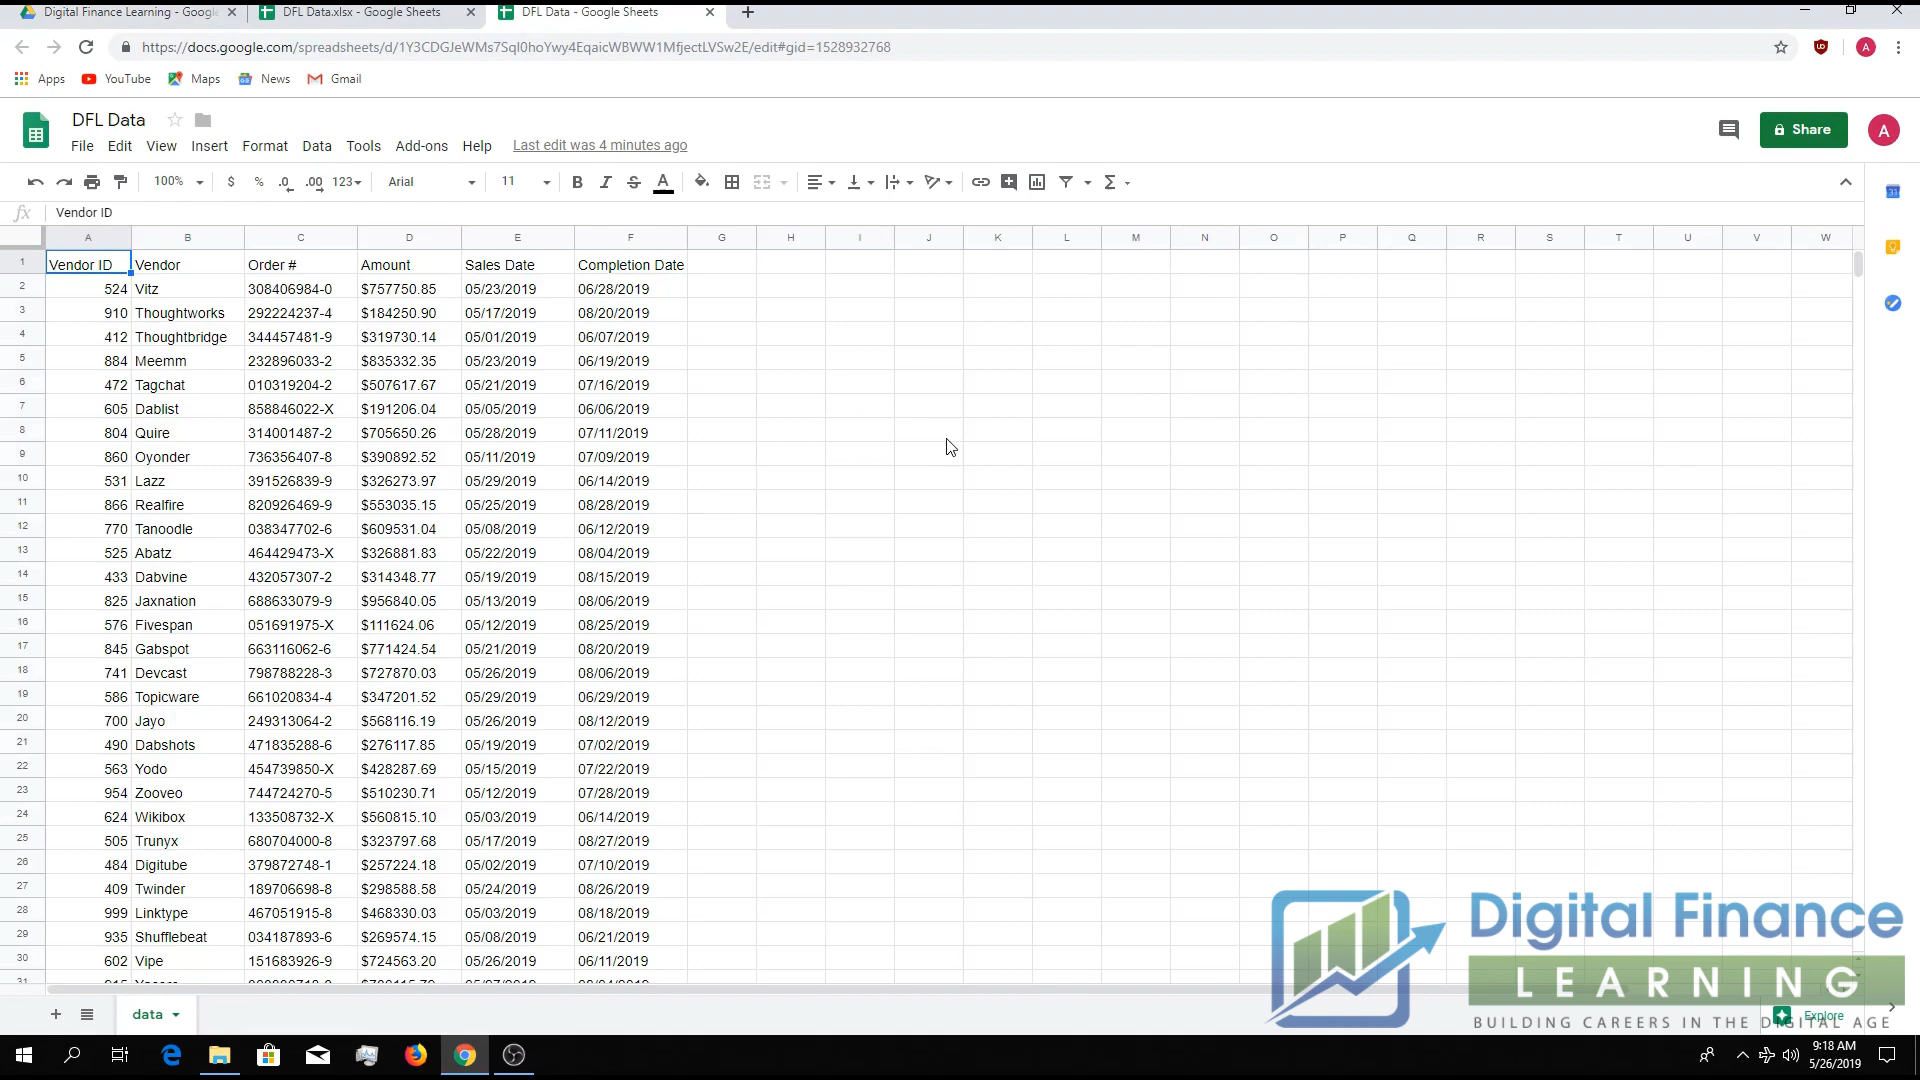 Digital Finance Learning - Google
DFL Data.xlsx - Google Sheets
DFL Data - Google Sheets
https://docs.google.com/spreadsheets/d/1Y3CDGJeWMs7Sql0hoYwy4EqaicWBWW1MfjectLVSw2E/edit#gid=1528932768
Apps YouTube Maps News Gmail
DFL Data
File Edit View Insert Format Data Tools Add-ons Help Last edit was 4 minutes ago
Share
A
100% $ % .0 .00 123 Arial 11 B I S A Σ
fx Vendor ID
A B C D E F G H I J K L M N O P Q R S T U V W
1 Vendor ID Vendor Order # Amount Sales Date Completion Date
2 524 Vitz 308406984-0 $757750.85 05/23/2019 06/28/2019
3 910 Thoughtworks 292224237-4 $184250.90 05/17/2019 08/20/2019
4 412 Thoughtbridge 344457481-9 $319730.14 05/01/2019 06/07/2019
5 884 Meemm 232896033-2 $835332.35 05/23/2019 06/19/2019
6 472 Tagchat 010319204-2 $507617.67 05/21/2019 07/16/2019
7 605 Dablist 858846022-X $191206.04 05/05/2019 06/06/2019
8 804 Quire 314001487-2 $705650.26 05/28/2019 07/11/2019
9 860 Oyonder 736356407-8 $390892.52 05/11/2019 07/09/2019
10 531 Lazz 391526839-9 $326273.97 05/29/2019 06/14/2019
11 866 Realfire 820926469-9 $553035.15 05/25/2019 08/28/2019
12 770 Tanoodle 038347702-6 $609531.04 05/08/2019 06/12/2019
13 525 Abatz 464429473-X $326881.83 05/22/2019 08/04/2019
14 433 Dabvine 432057307-2 $314348.77 05/19/2019 08/15/2019
15 825 Jaxnation 688633079-9 $956840.05 05/13/2019 08/06/2019
16 576 Fivespan 051691975-X $111624.06 05/12/2019 08/25/2019
17 845 Gabspot 663116062-6 $771424.54 05/21/2019 08/20/2019
18 741 Devcast 798788228-3 $727870.03 05/26/2019 08/06/2019
19 586 Topicware 661020834-4 $347201.52 05/29/2019 06/29/2019
20 700 Jayo 249313064-2 $568116.19 05/26/2019 08/12/2019
21 490 Dabshots 471835288-6 $276117.85 05/19/2019 07/02/2019
22 563 Yodo 454739850-X $428287.69 05/15/2019 07/22/2019
23 954 Zooveo 744724270-5 $510230.71 05/12/2019 07/28/2019
24 624 Wikibox 133508732-X $560815.10 05/03/2019 06/14/2019
25 505 Trunyx 680704000-8 $323797.68 05/17/2019 08/27/2019
26 484 Digitube 379872748-1 $257224.18 05/02/2019 07/10/2019
27 409 Twinder 189706698-8 $298588.58 05/24/2019 08/26/2019
28 999 Linktype 467051915-8 $468330.03 05/03/2019 08/18/2019
29 935 Shufflebeat 034187893-6 $269574.15 05/08/2019 06/21/2019
30 602 Vipe 151683926-9 $724563.20 05/26/2019 06/11/2019
31
Digital Finance
LEARNING
BUILDING CAREERS IN THE DIGITAL AGE
data
Explore
9:18 AM
5/26/2019